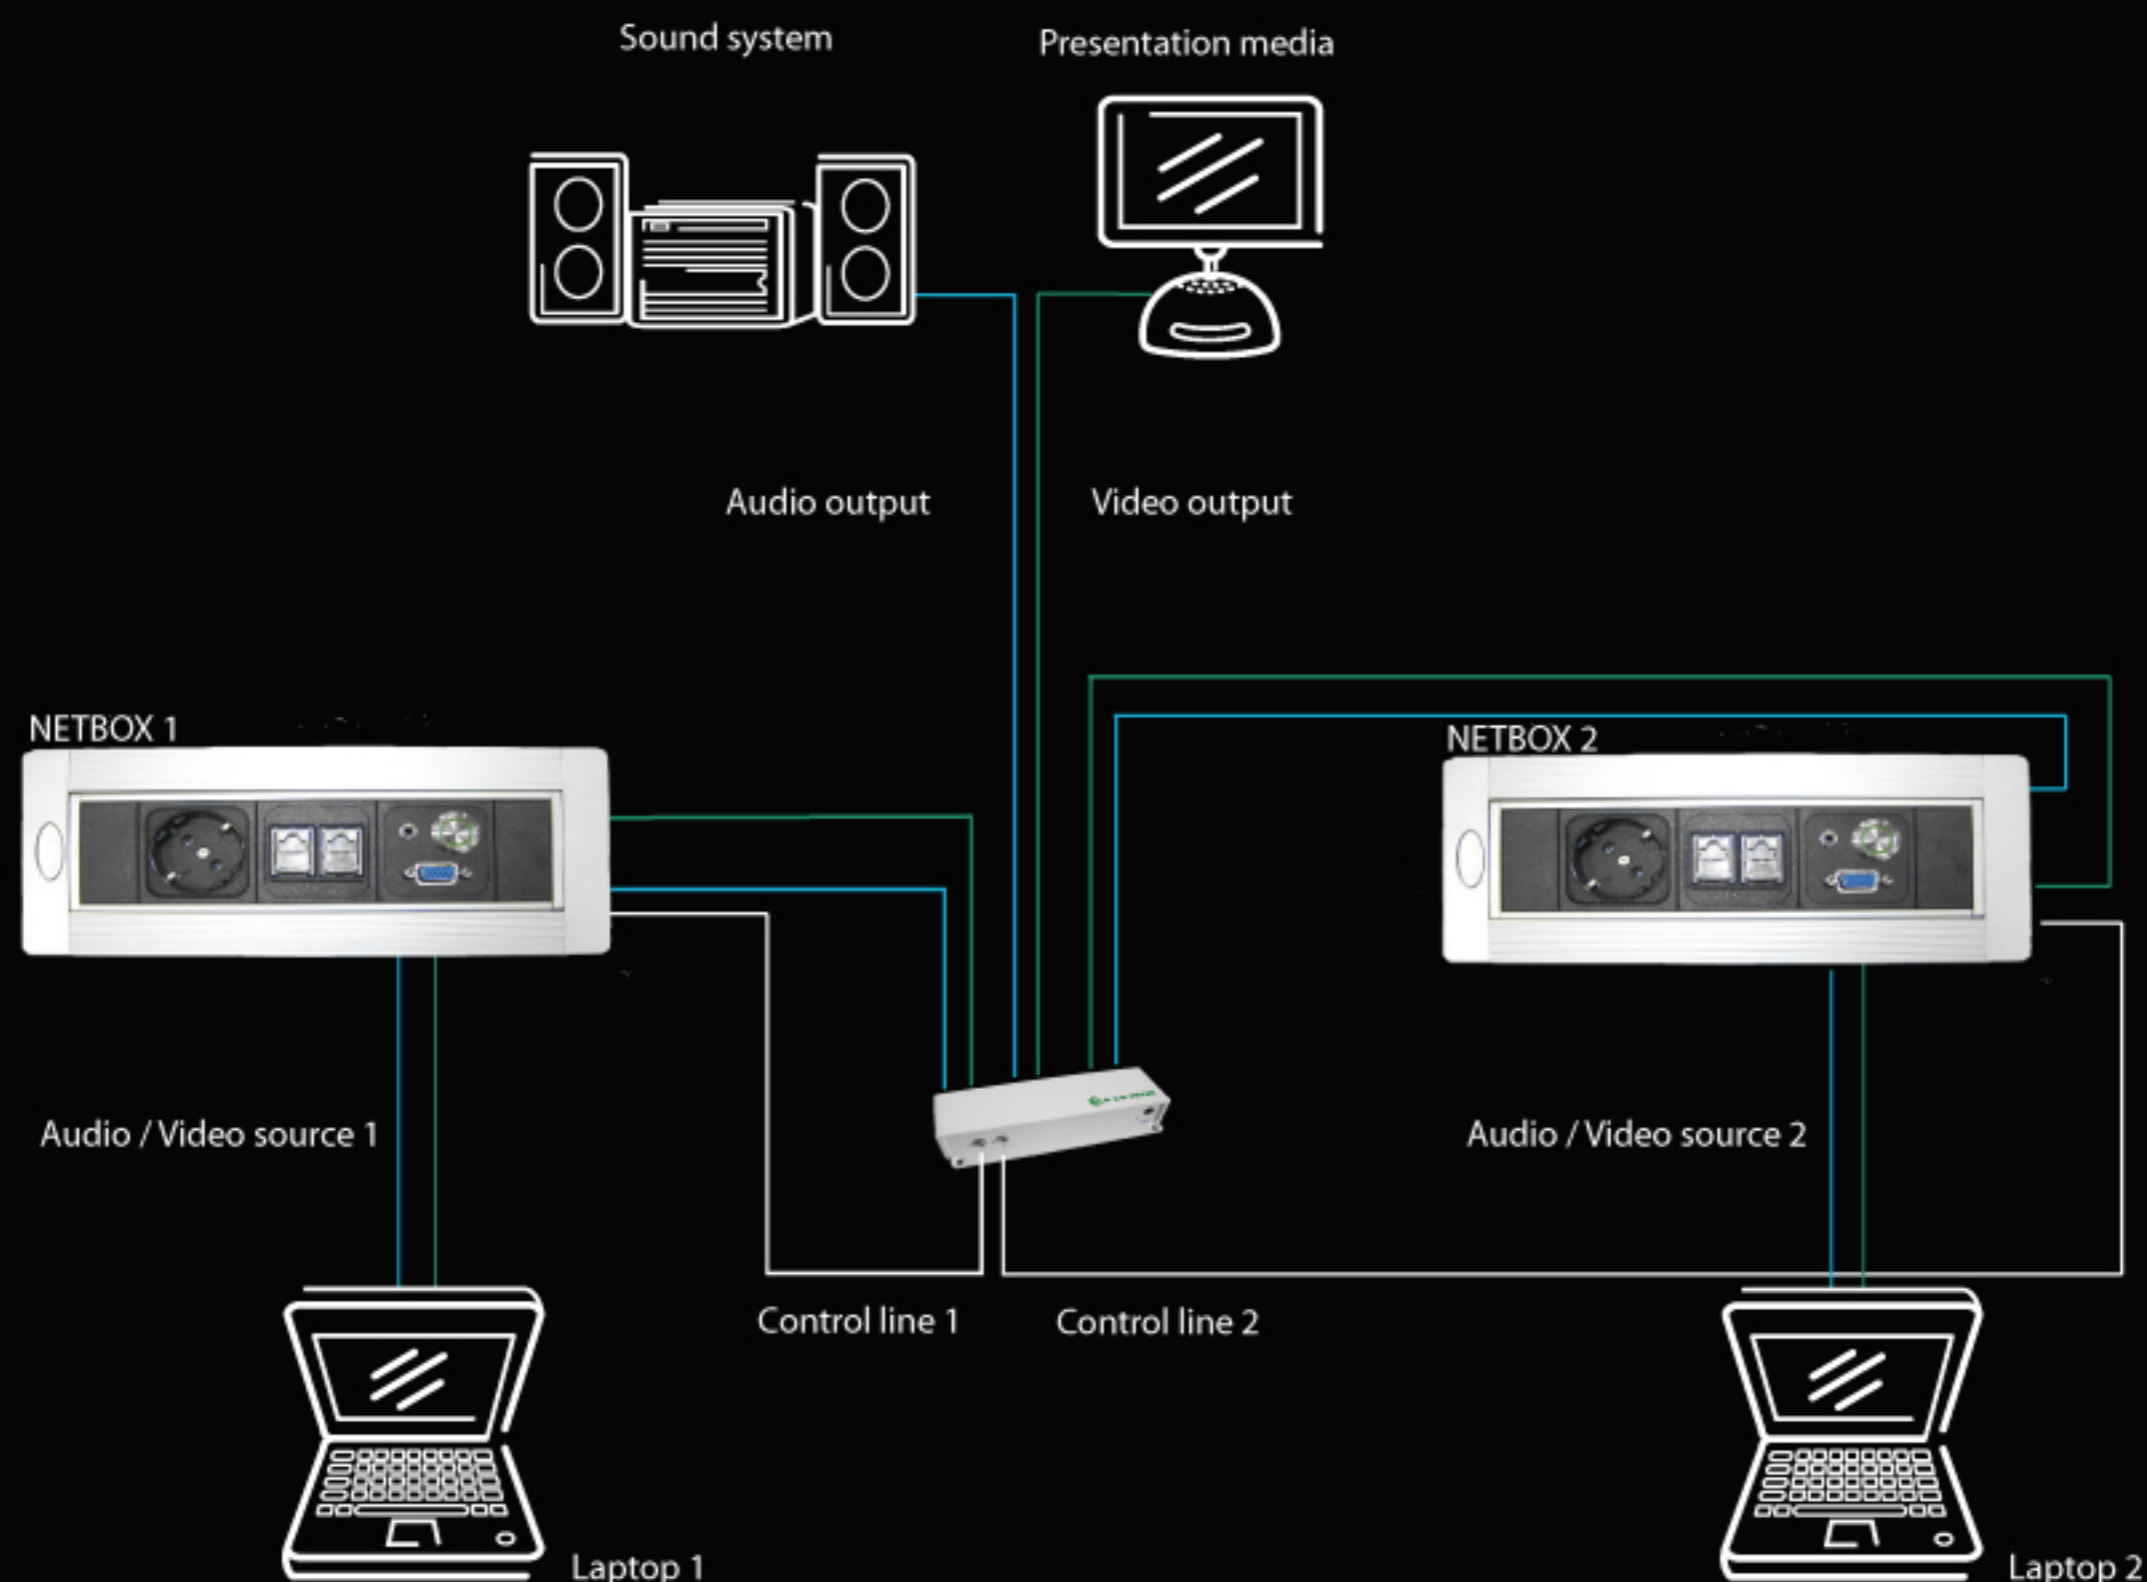 Sound system
Presentation media
Audio output
Video output
NETBOX 1
NETBOX 2
Audio / Video source 1
Audio / Video source 2
Control line 1
Control line 2
Laptop 1
Laptop 2